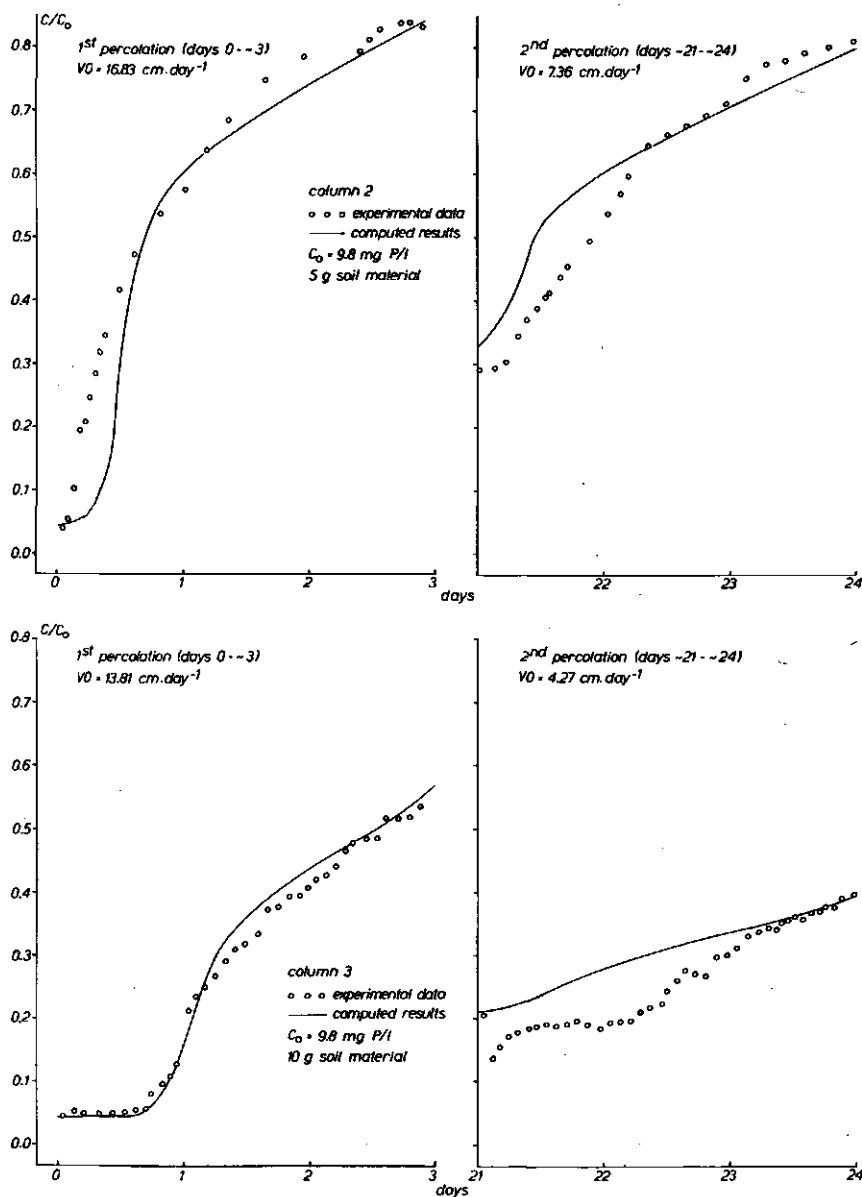 C/Co
1st percolation (days 0 - ~3)
V0 = 16.83 cm.day-1
2nd percolation (days ~21 - ~24)
V0 = 7.36 cm.day-1
0.8
0.7
0.6
0.5
0.4
0.3
0.2
0.1
0.0
column 2
o o o experimental data
computed results
Co = 9.8 mg P/l
5 g soil material
0 1 2 3
22 23 24
days
C/Co
1st percolation (days 0 - ~3)
V0 = 13.81 cm.day-1
2nd percolation (days ~21 - ~24)
V0 = 4.27 cm.day-1
0.8
0.7
0.6
0.5
0.4
0.3
0.2
0.1
0.0
column 3
o o o experimental data
computed results
Co = 9.8 mg P/l
10 g soil material
0 1 2 3
21 22 23 24
days